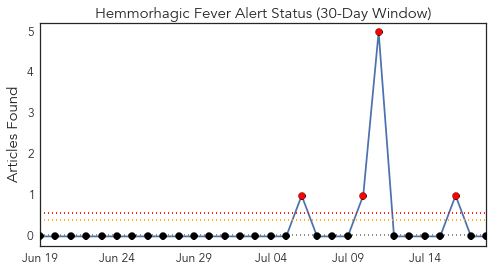 Hemmorhagic Fever Alert Status (30-Day Window)
Articles Found
5
4
3
2
1
0
Jun 19 Jun 24 Jun 29 Jul 04 Jul 09 Jul 14